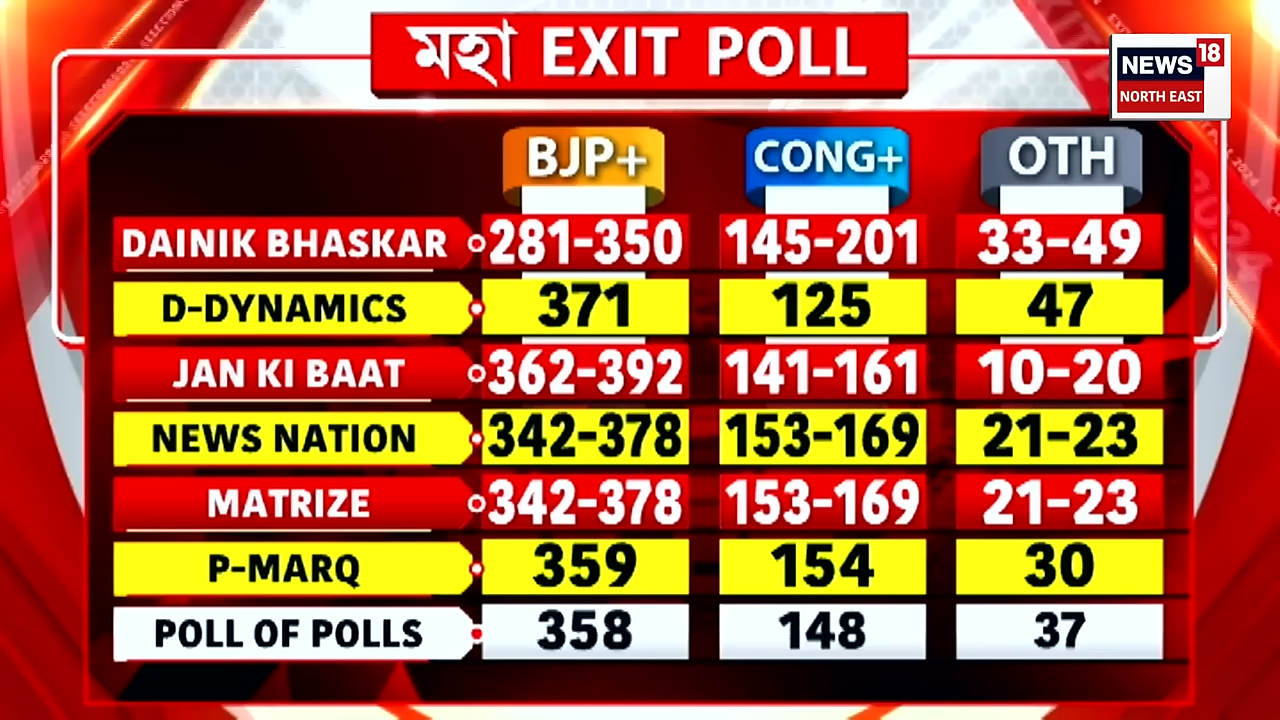 মহা EXIT POLL
NEWS 18
NORTH EAST
BJP+ CONG+ OTH
DAINIK BHASKAR 281-350 145-201 33-49
D-DYNAMICS 371 125 47
JAN KI BAAT 362-392 141-161 10-20
NEWS NATION 342-378 153-169 21-23
MATRIZE 342-378 153-169 21-23
P-MARQ 359 154 30
POLL OF POLLS 358 148 37